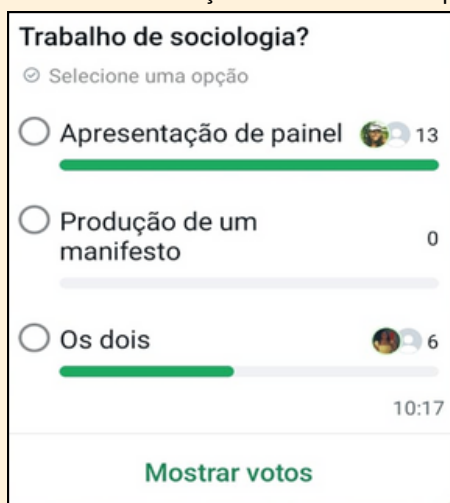 Trabalho de sociologia?
Selecione uma opção
Apresentação de painel 13
Produção de um
manifesto 0
Os dois 6
10:17
Mostrar votos